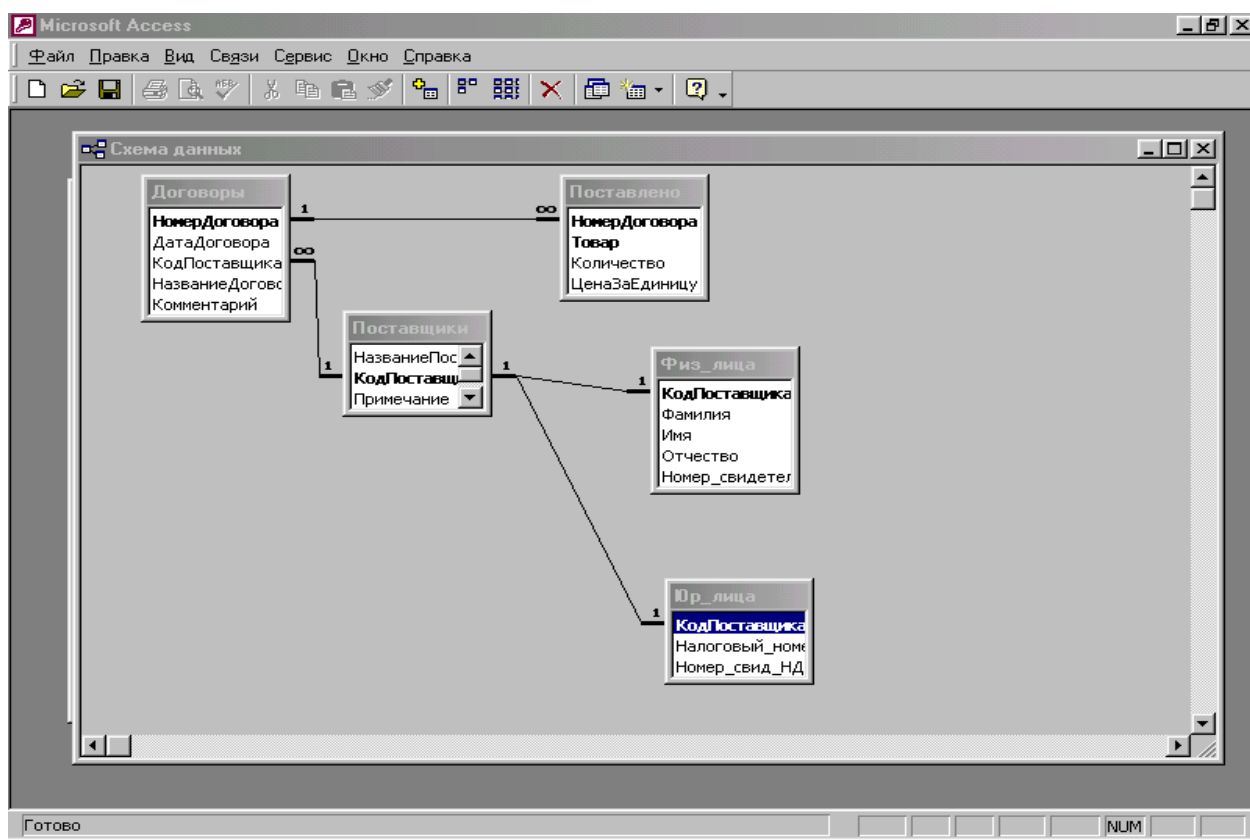 Microsoft Access
Файл Правка Вид Связи Сервис Окно Справка
Схема данных
Договоры
НомерДоговора
ДатаДоговора
КодПоставщика
НазваниеДогово
Комментарий
1
∞
∞
1
Поставлено
НомерДоговора
Товар
Количество
ЦенаЗаЕдиницу
Поставщики
НазваниеПос
КодПоставщи
Примечание
1
1
Физ_лица
КодПоставщика
Фамилия
Имя
Отчество
Номер_свидетел
1
Юр_лица
КодПоставщика
Налоговый_номе
Номер_свид_НД
Готово
NUM